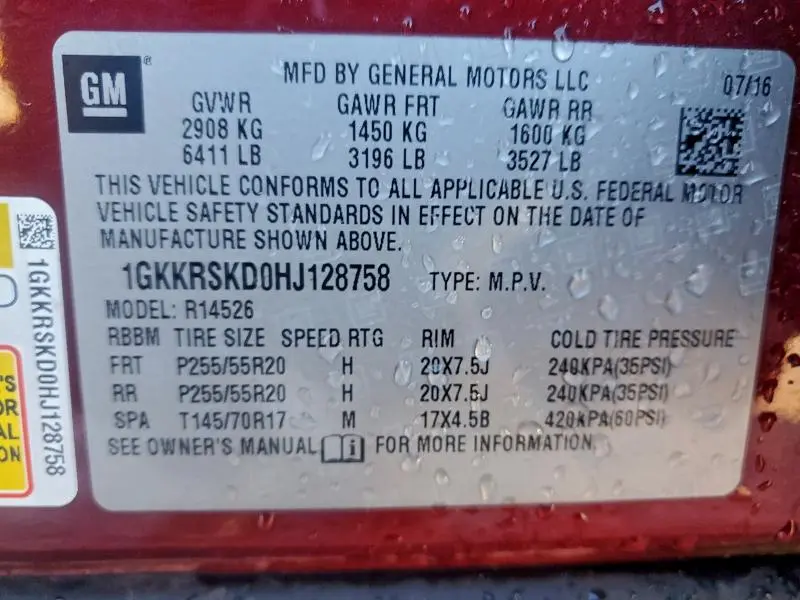 GM®
MFD BY GENERAL MOTORS LLC 07/16
GVWR GAWR FRT GAWR RR
2908 KG 1450 KG 1600 KG
6411 LB 3196 LB 3527 LB
THIS VEHICLE CONFORMS TO ALL APPLICABLE U.S. FEDERAL MOTOR
VEHICLE SAFETY STANDARDS IN EFFECT ON THE DATE OF
MANUFACTURE SHOWN ABOVE.
1GKKRSKD0HJ128758 TYPE: M.P.V.
MODEL: R14526
RBBM TIRE SIZE SPEED RTG RIM COLD TIRE PRESSURE
FRT P255/55R20 H 20X7.5J 240KPA(35PSI)
RR P255/55R20 H 20X7.5J 240KPA(35PSI)
SPA T145/70R17 M 17X4.5B 420KPA(60PSI)
SEE OWNER'S MANUAL i FOR MORE INFORMATION.
1GKKRSKD0HJ128758